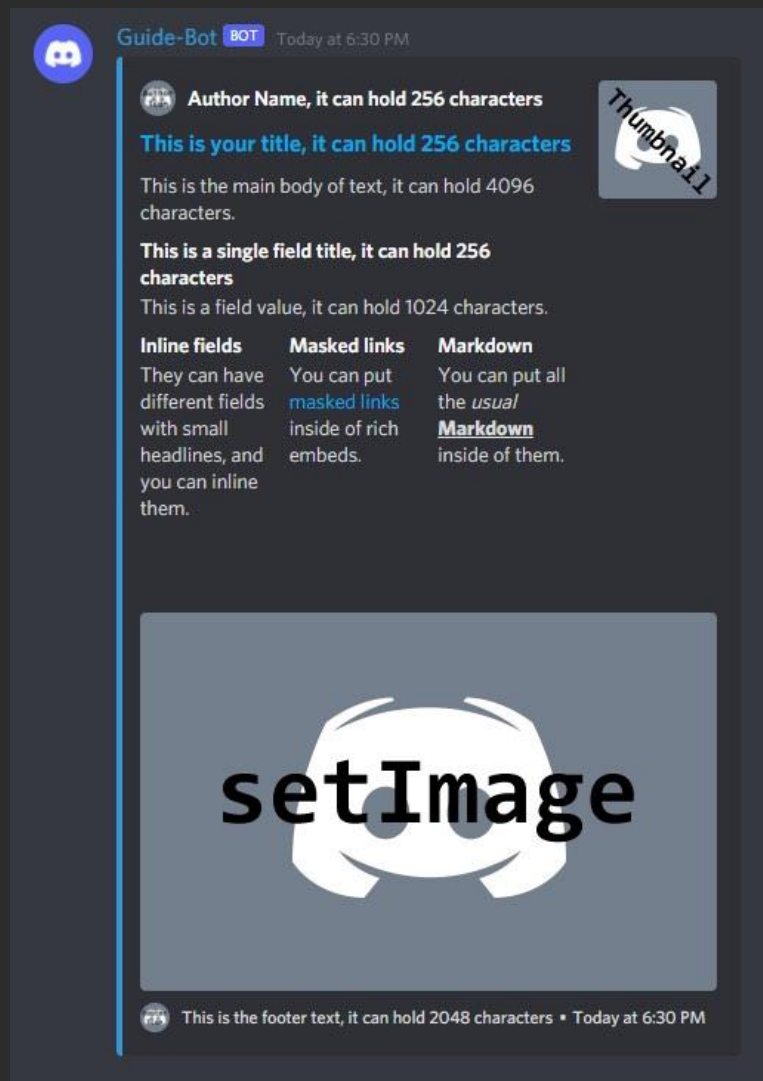 Guide-Bot BOT Today at 6:30 PM
Author Name, it can hold 256 characters
Thumbnail
This is your title, it can hold 256 characters
This is the main body of text, it can hold 4096
characters.
This is a single field title, it can hold 256
characters
This is a field value, it can hold 1024 characters.
Inline fields
They can have
different fields
with small
headlines, and
you can inline
them.
Masked links
You can put
masked links
inside of rich
embeds.
Markdown
You can put all
the usual
Markdown
inside of them.
setImage
This is the footer text, it can hold 2048 characters • Today at 6:30 PM